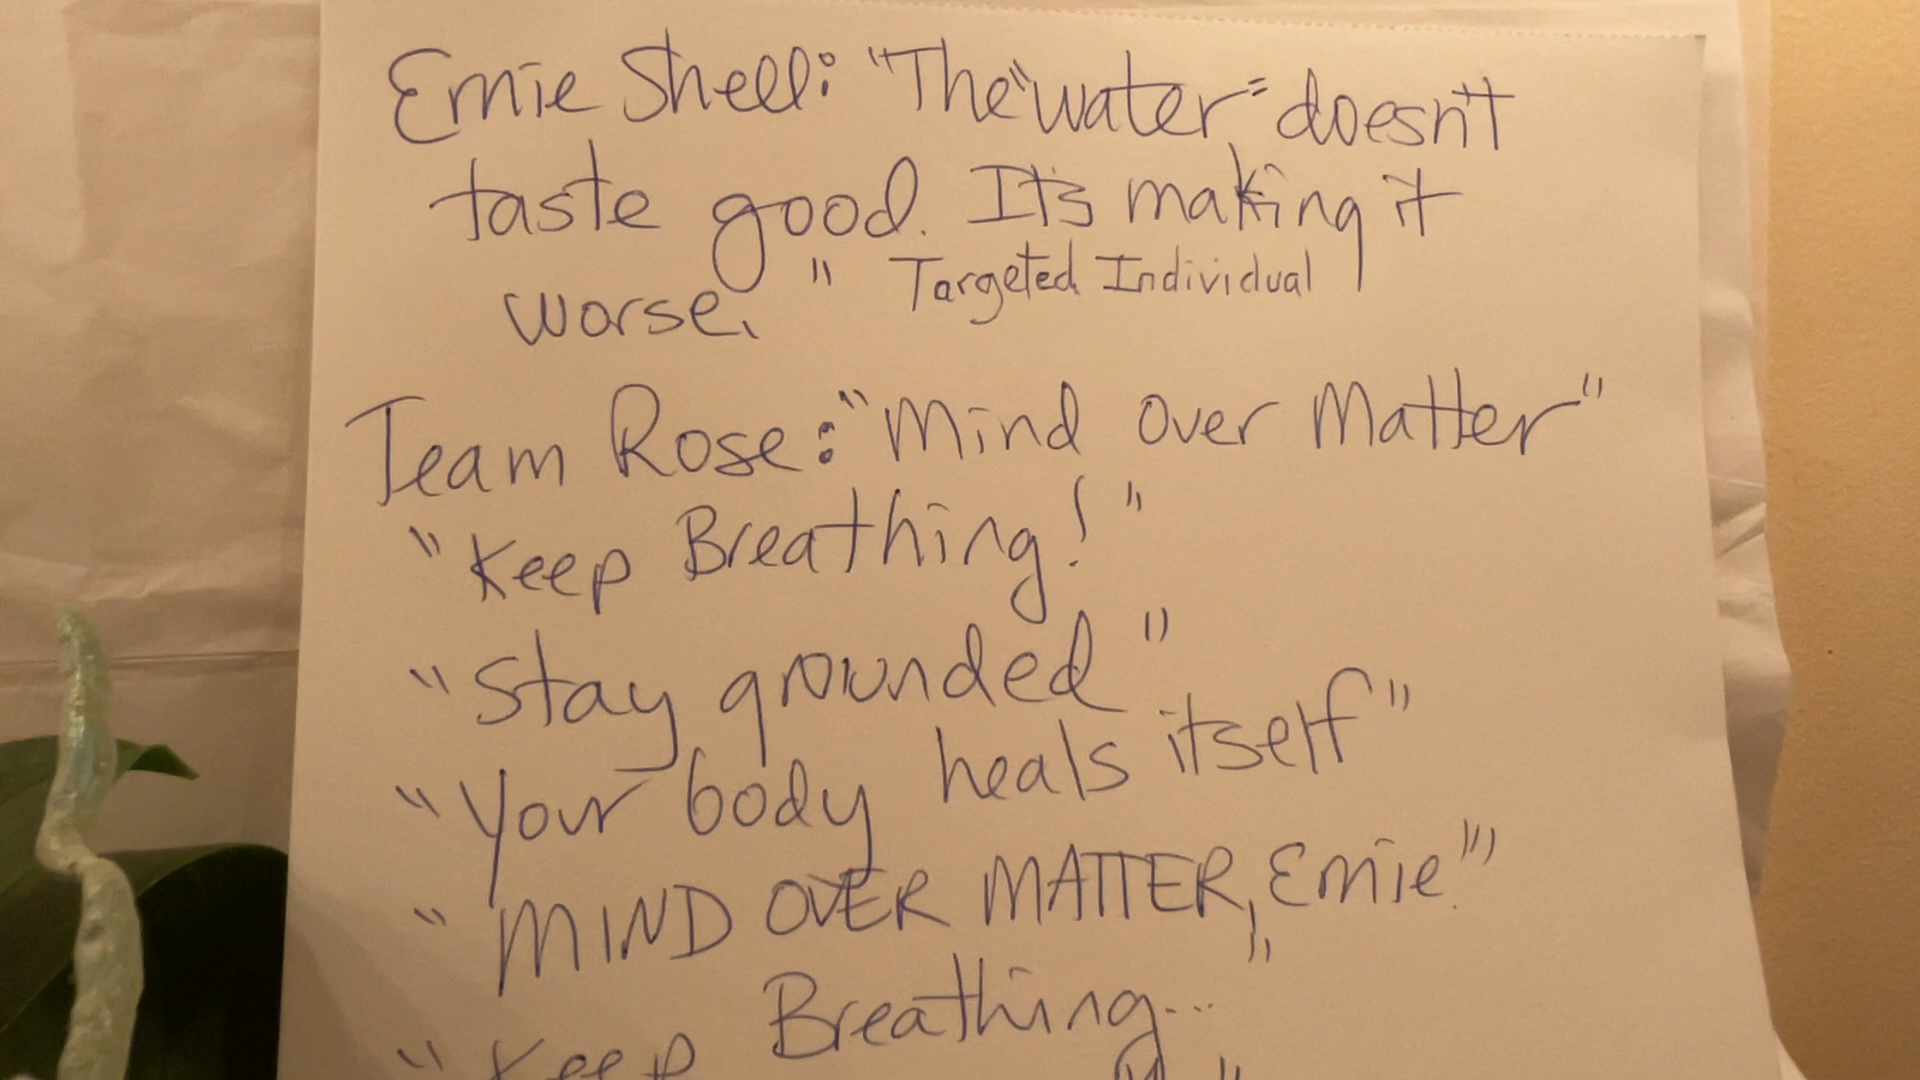 Ernie Shell: "The "water" doesn't
taste good. It's making it
worse."
Targeted Individual
Team Rose: "Mind Over Matter"
"Keep Breathing!"
"Stay grounded"
"Your body heals itself"
"MIND OVER MATTER, Ernie!"
"Keep Breathing..."